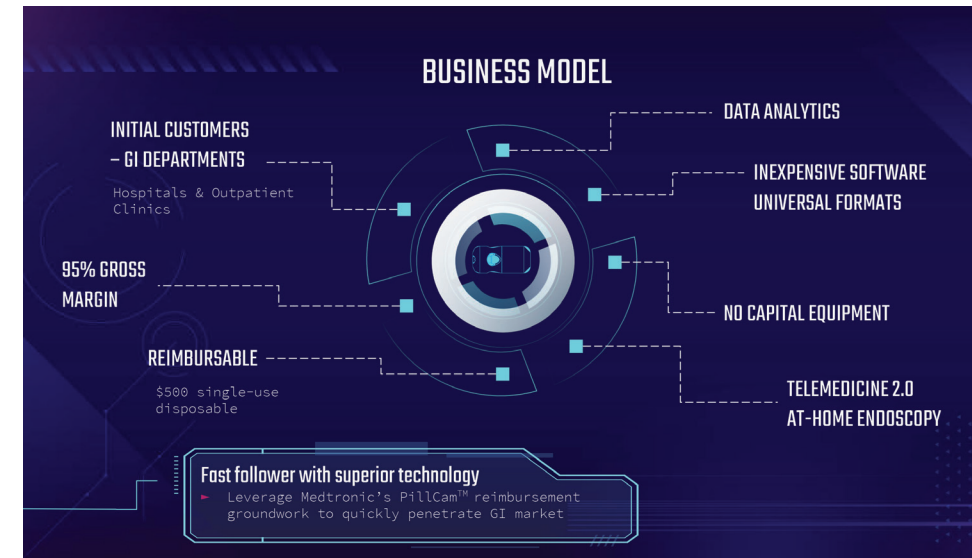 BUSINESS MODEL
INITIAL CUSTOMERS
– GI DEPARTMENTS
Hospitals & Outpatient
Clinics
95% GROSS
MARGIN
REIMBURSABLE
$500 single-use
disposable
DATA ANALYTICS
INEXPENSIVE SOFTWARE
UNIVERSAL FORMATS
NO CAPITAL EQUIPMENT
TELEMEDICINE 2.0
AT-HOME ENDOSCOPY
Fast follower with superior technology
► Leverage Medtronic's PillCam™ reimbursement
groundwork to quickly penetrate GI market